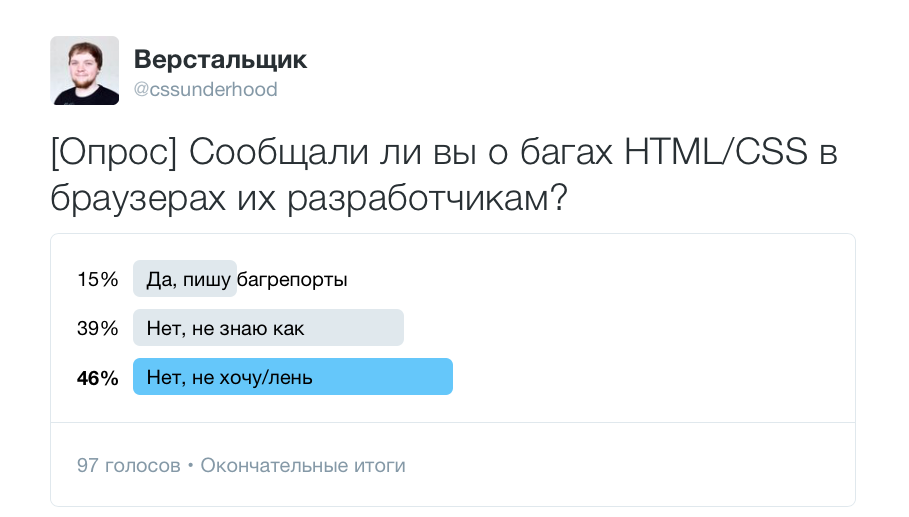 Верстальщик
@cssunderhood
[Опрос] Сообщали ли вы о багах HTML/CSS в
браузерах их разработчикам?
15% Да, пишу багрепорты
39% Нет, не знаю как
46% Нет, не хочу/лень
97 голосов • Окончательные итоги